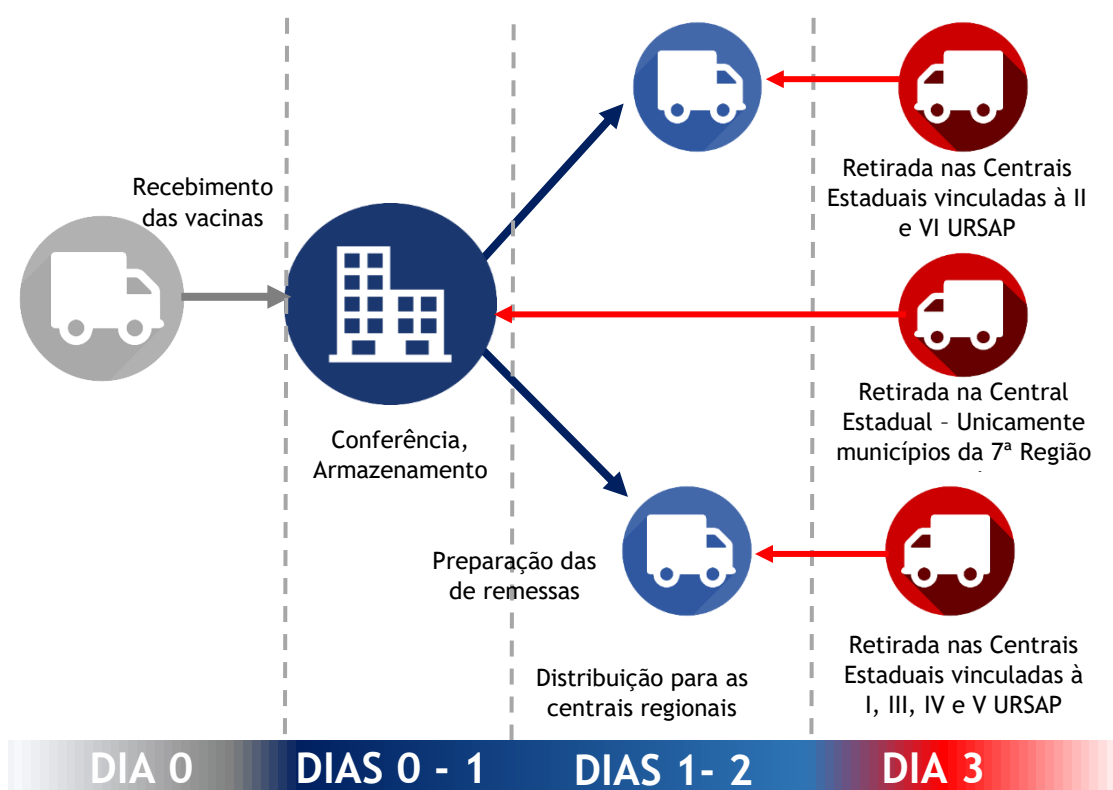 Recebimento
das vacinas
Conferência,
Armazenamento
Preparação das
de remessas
Distribuição para as
centrais regionais
Retirada nas Centrais
Estaduais vinculadas à II
e VI URSAP
Retirada na Central
Estadual – Unicamente
municípios da 7ª Região
Retirada nas Centrais
Estaduais vinculadas à
I, III, IV e V URSAP
DIA 0
DIAS 0 - 1
DIAS 1- 2
DIA 3